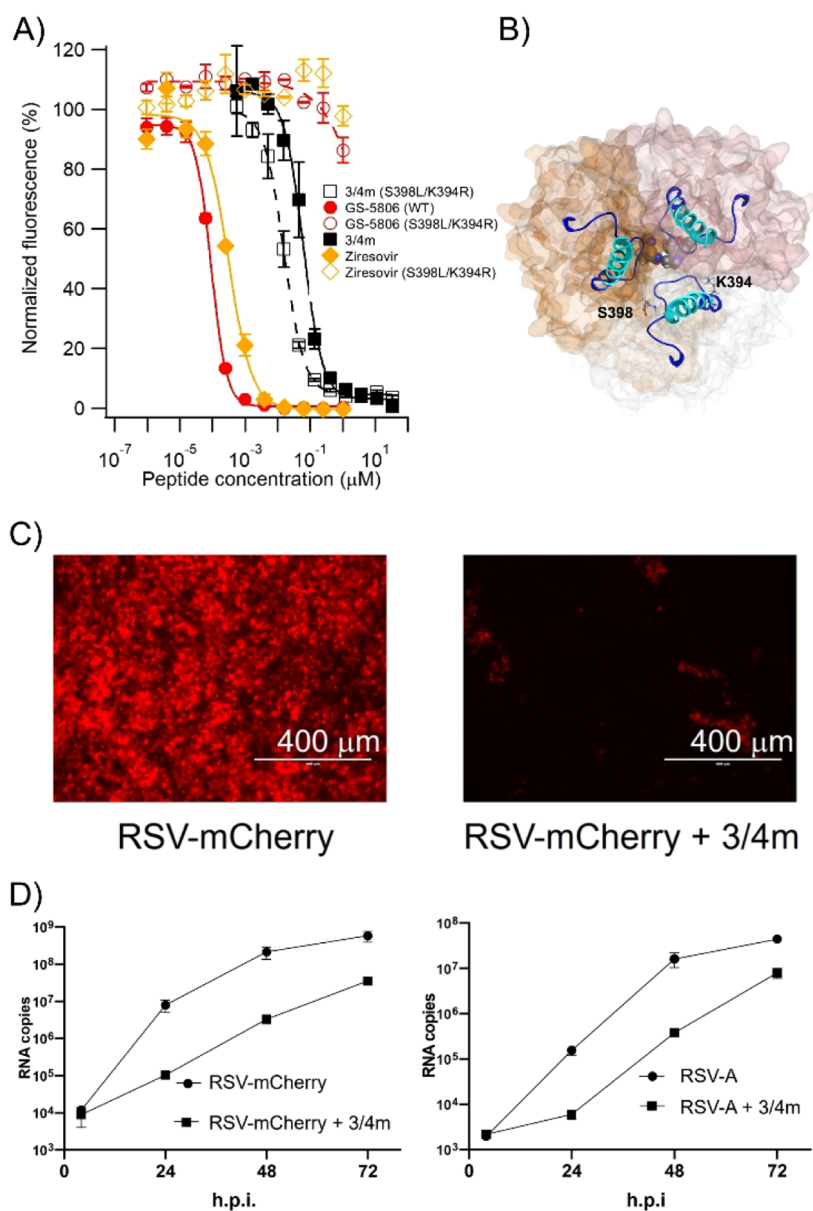 A)
B)
120
100
80
60
40
20
0
Normalized fluorescence (%)
10^-7
10^-5
10^-3
10^-1
10^1
Peptide concentration (μM)
3/4m (S398L/K394R)
GS-5806 (WT)
GS-5806 (S398L/K394R)
3/4m
Ziresovir
Ziresovir (S398L/K394R)
K394
S398
C)
400 μm
400 μm
RSV-mCherry
RSV-mCherry + 3/4m
D)
10^9
10^8
10^7
10^6
10^5
10^4
10^3
RNA copies
RSV-mCherry
RSV-mCherry + 3/4m
0
24
48
72
h.p.i.
10^8
10^7
10^6
10^5
10^4
10^3
RNA copies
RSV-A
RSV-A + 3/4m
0
24
48
72
h.p.i